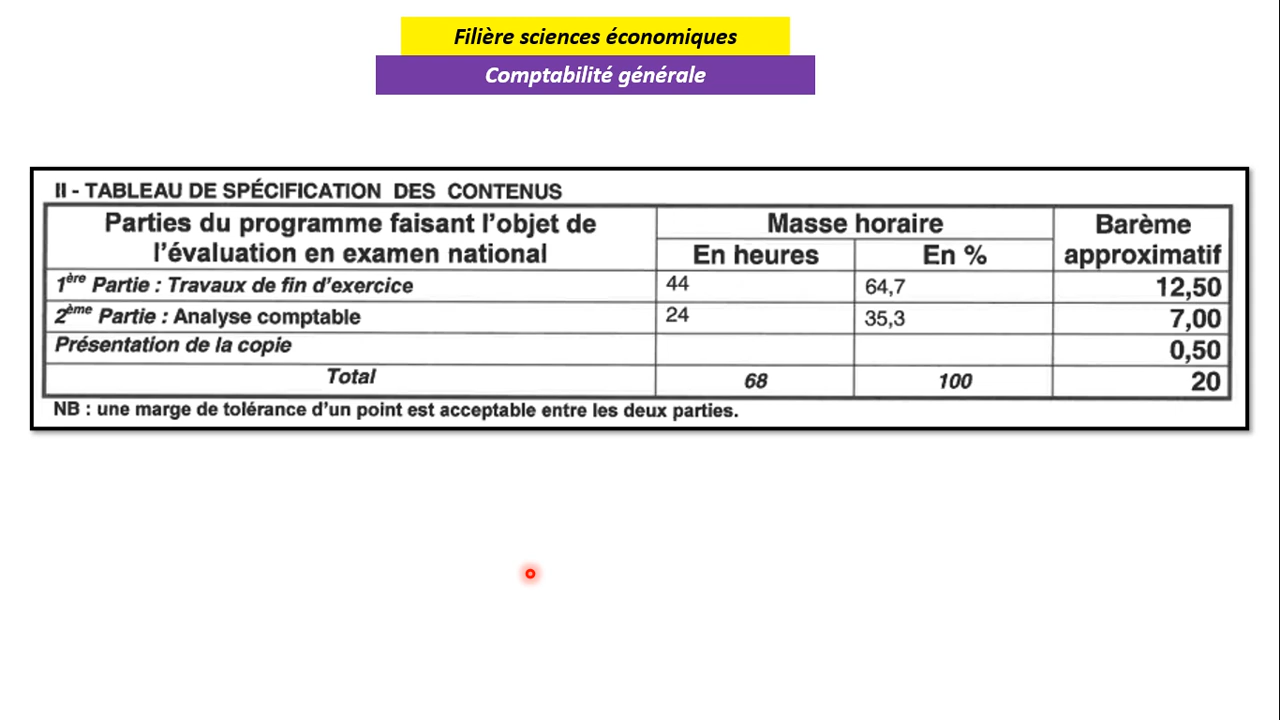 Filière sciences économiques
Comptabilité générale
II - TABLEAU DE SPÉCIFICATION DES CONTENUS
Parties du programme faisant l'objet de l'évaluation en examen national
Masse horaire
Barème approximatif
En heures
En %
1ère Partie : Travaux de fin d'exercice 44 64,7 12,50
2ème Partie : Analyse comptable 24 35,3 7,00
Présentation de la copie 0,50
Total 68 100 20
NB : une marge de tolérance d'un point est acceptable entre les deux parties.